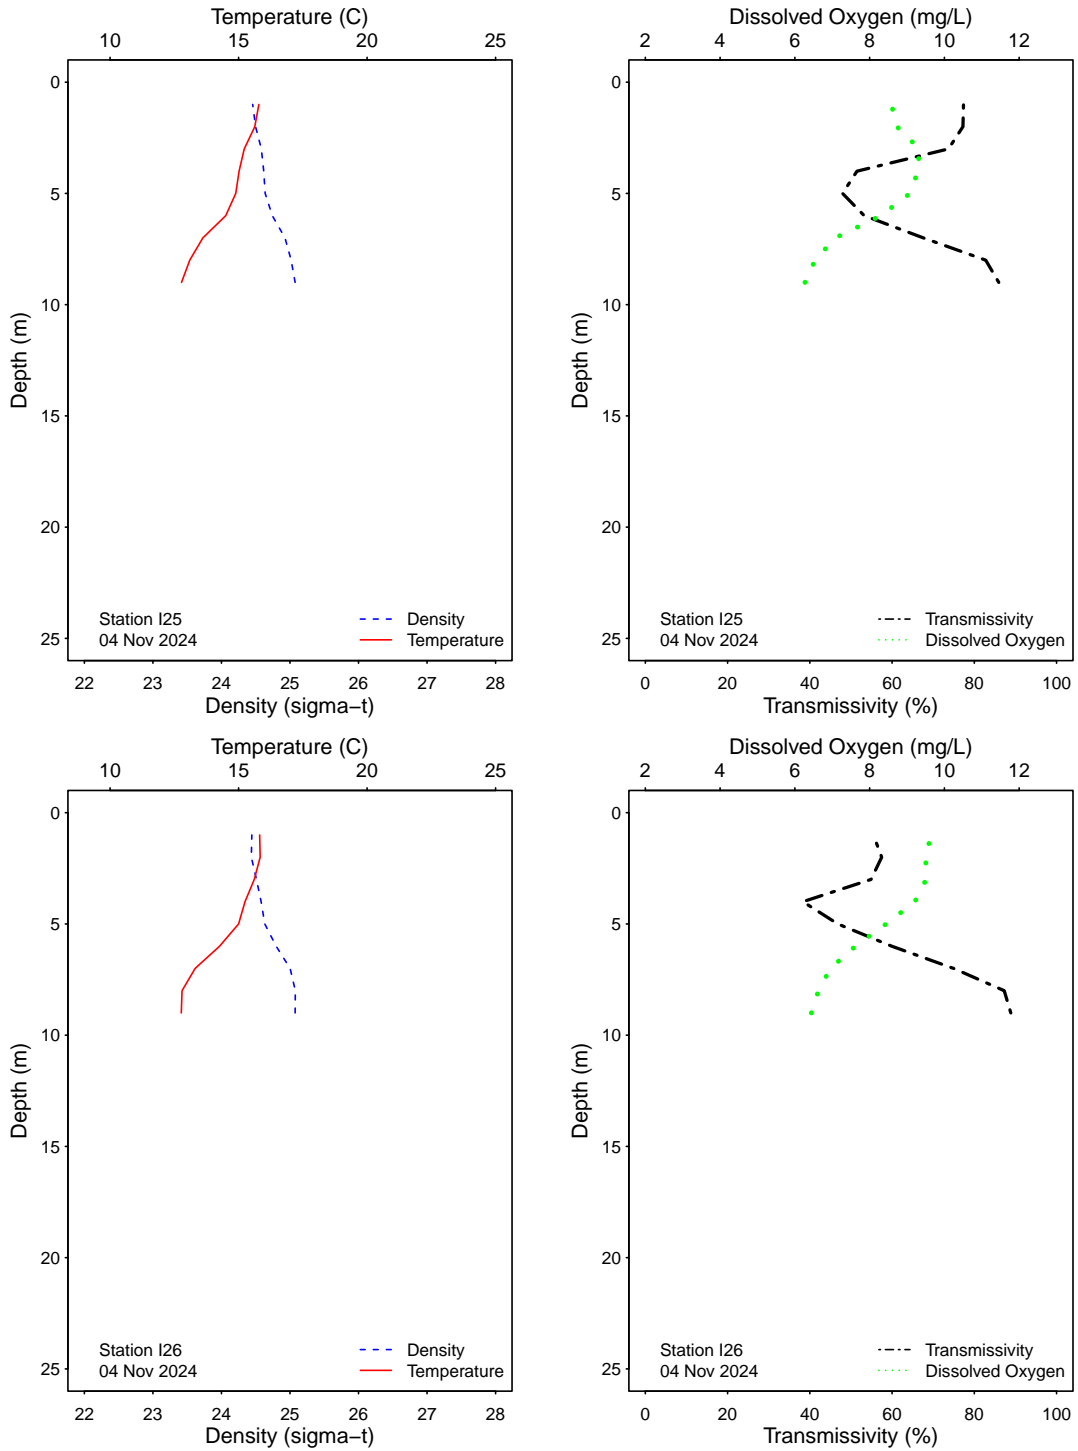 Temperature (C)
10 15 20 25
0
5
10
15
20
25
Depth (m)
Station I25
04 Nov 2024
Density
Temperature
22 23 24 25 26 27 28
Density (sigma−t)
Dissolved Oxygen (mg/L)
2 4 6 8 10 12
0
5
10
15
20
25
Depth (m)
Station I25
04 Nov 2024
Transmissivity
Dissolved Oxygen
0 20 40 60 80 100
Transmissivity (%)
Temperature (C)
10 15 20 25
0
5
10
15
20
25
Depth (m)
Station I26
04 Nov 2024
Density
Temperature
22 23 24 25 26 27 28
Density (sigma−t)
Dissolved Oxygen (mg/L)
2 4 6 8 10 12
0
5
10
15
20
25
Depth (m)
Station I26
04 Nov 2024
Transmissivity
Dissolved Oxygen
0 20 40 60 80 100
Transmissivity (%)